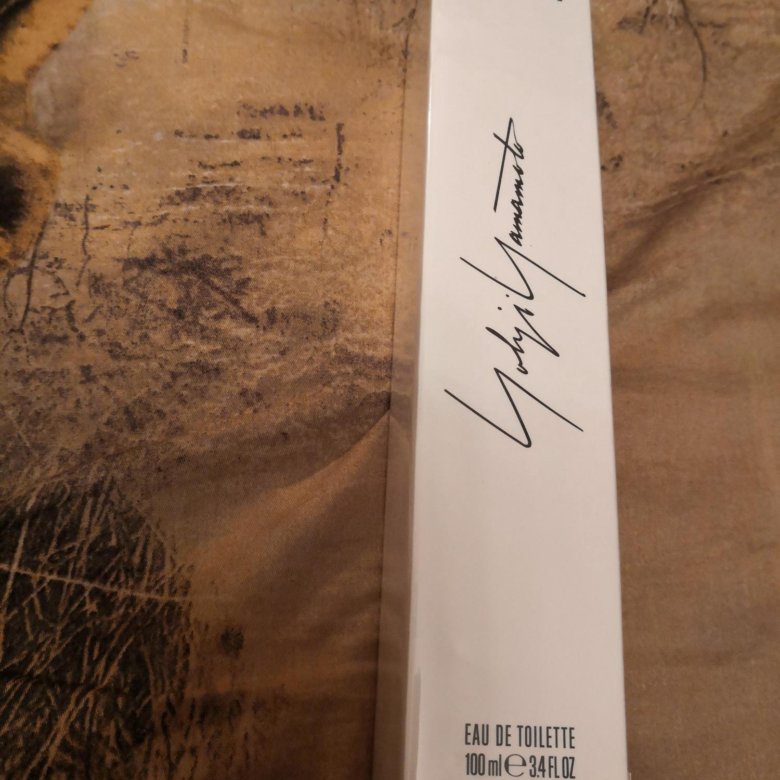 Yohji Yamamoto
EAU DE TOILETTE
100 ml e 3.4 FL OZ